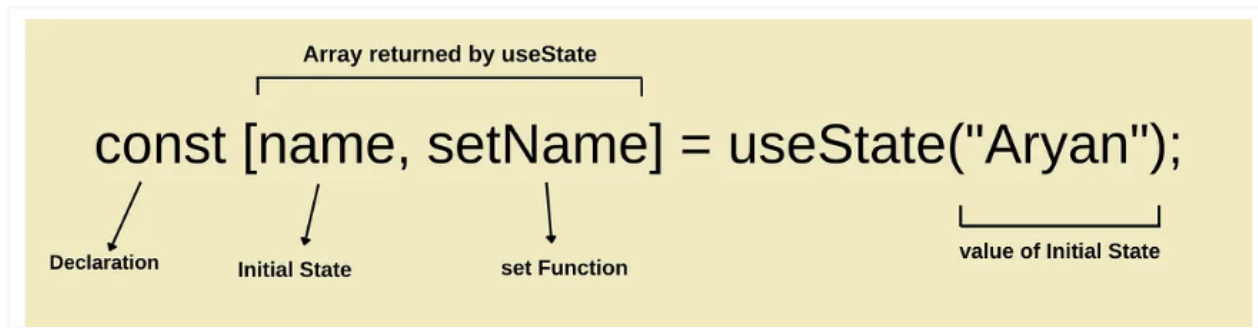 Array returned by useState
const [name, setName] = useState("Aryan");
Declaration
Initial State
set Function
value of Initial State